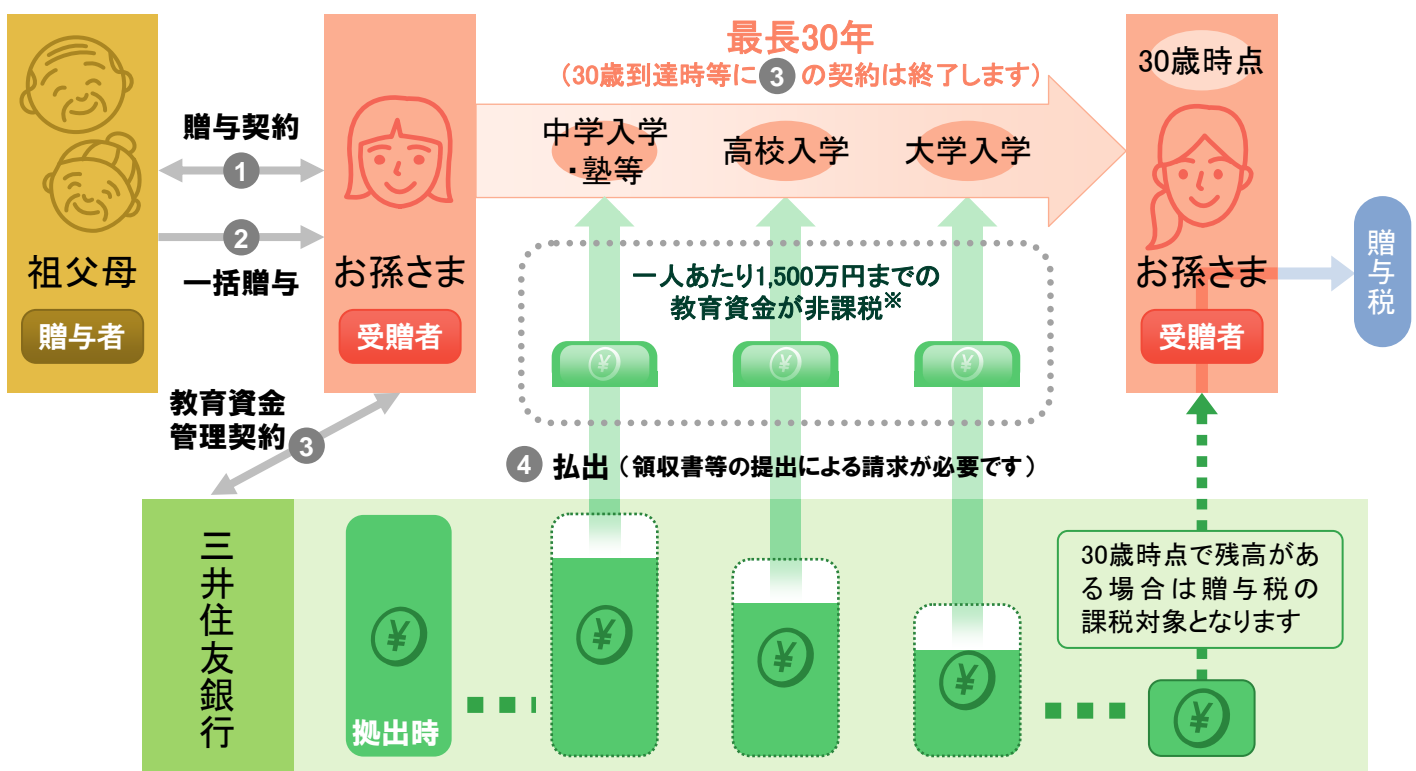 最長30年
(30歳到達時等に3の契約は終了します)
30歳時点
贈与契約
1
中学入学
・塾等
高校入学
大学入学
2
一括贈与
祖父母
贈与者
お孫さま
受贈者
一人あたり1,500万円までの
教育資金が非課税※
¥
¥
¥
お孫さま
受贈者
贈与税
教育資金
管理契約
3
4 払出(領収書等の提出による請求が必要です)
三井住友銀行
¥
拠出時
¥
¥
¥
30歳時点で残高があ
る場合は贈与税の
課税対象となります
¥